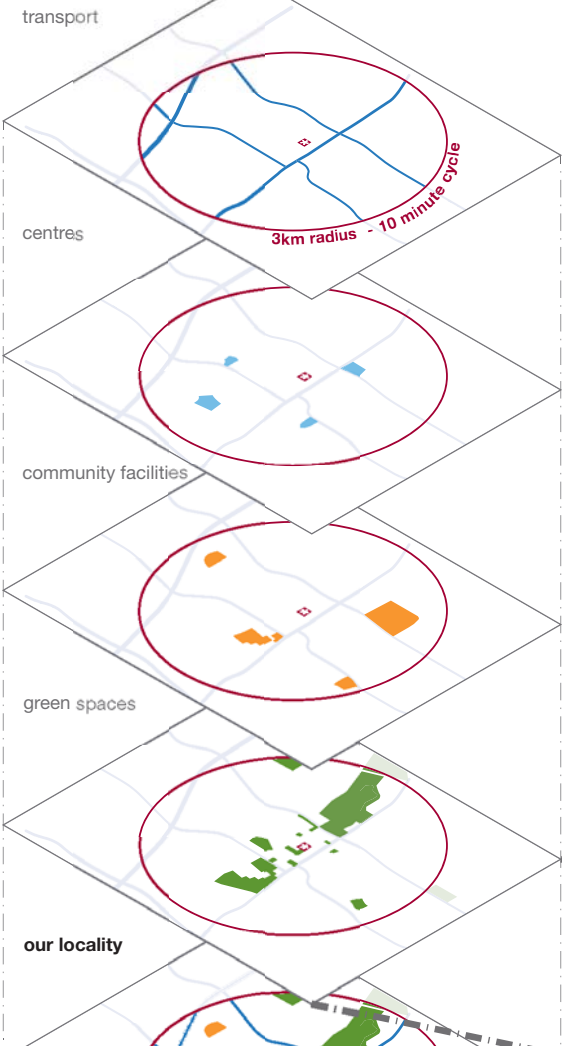 transport
3km radius - 10 minute cycle
centres
community facilities
green spaces
our locality